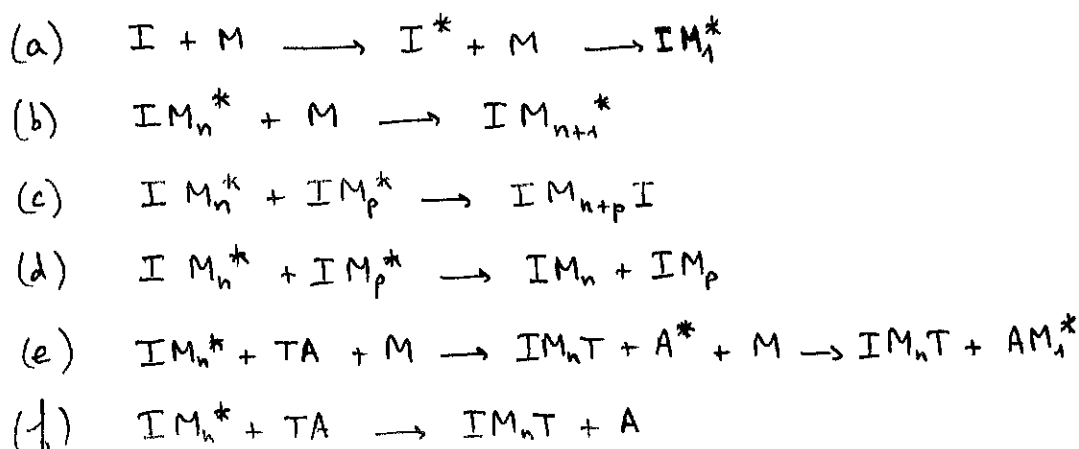 (a) I + M ⟶ I* + M ⟶ IM₁*
(b) IMₙ* + M ⟶ IMₙ₊₁*
(c) IMₙ* + IMₚ* ⟶ IMₙ₊ₚI
(d) IMₙ* + IMₚ* ⟶ IMₙ + IMₚ
(e) IMₙ* + TA + M ⟶ IMₙT + A* + M ⟶ IMₙT + AM₁*
(f) IMₙ* + TA ⟶ IMₙT + A